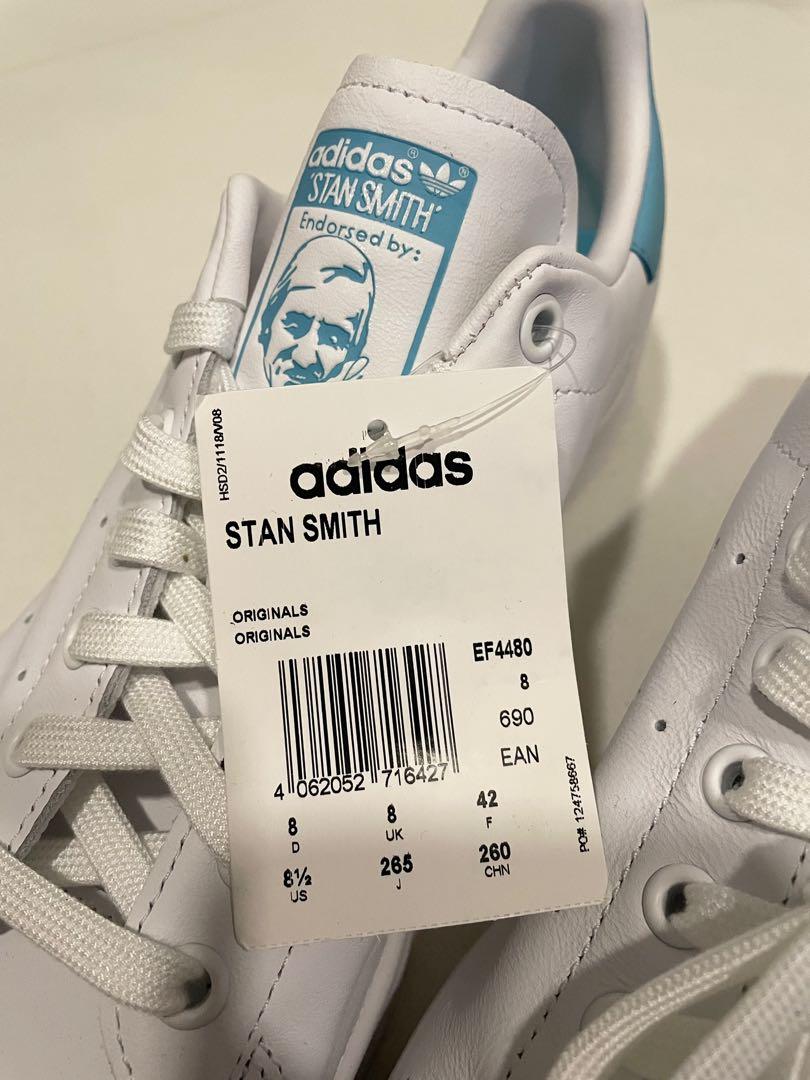 adidas ® ®
'STAN SMITH'
Endorsed by:
HSD2/1118/V08
adidas
STAN SMITH
ORIGINALS
ORIGINALS
EF4480
8
690
EAN
4 062052 716427
8 8 42
D UK F
8½ 265 260
US J CHN
PO# 124758667